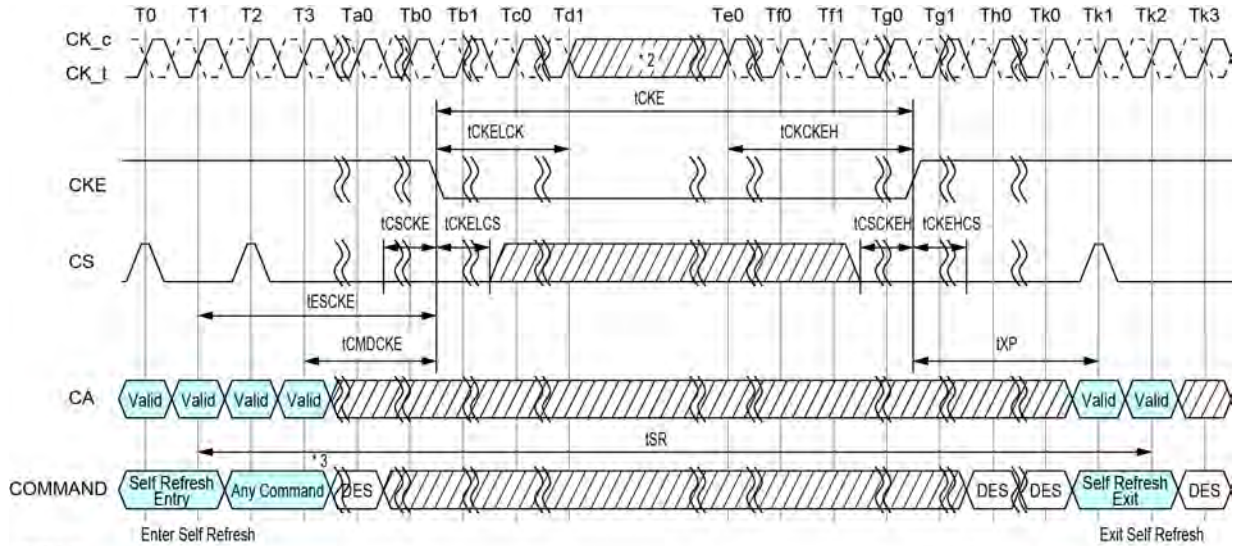 T0 T1 T2 T3 Ta0 Tb0 Tb1 Tc0 Td1 Te0 Tf0 Tf1 Tg0 Tg1 Th0 Tk0 Tk1 Tk2 Tk3
CK_c
CK_t
* 2
tCKE
tCKELCK tCKCKEH
CKE
tCSCKE tCKELCS tCSCKEH tCKEHCS
CS
tESCKE
tCMDCKE tXP
CA Valid Valid Valid Valid Valid Valid
tSR
* 3
COMMAND Self Refresh Entry Any Command DES DES DES Self Refresh Exit DES
Enter Self Refresh Exit Self Refresh